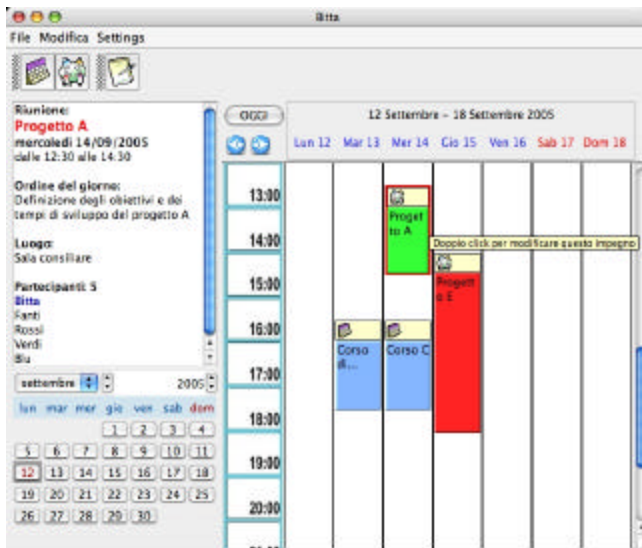 Bitta
File Modifica Settings
Riunione:
Progetto A
mercoledì 14/09/2005
dalle 12:30 alle 14:30
Ordine del giorno:
Definizione degli obiettivi e dei
tempi di sviluppo del progetto A
Luogo:
Sala consiliare
Partecipanti: 5
Bitta
Fanti
Rossi
Verdi
Blu
settembre 2005
lun mar mer gio ven sab dom
1 2 3 4
5 6 7 8 9 10 11
12 13 14 15 16 17 18
19 20 21 22 23 24 25
26 27 28 29 30
OGGI
12 Settembre - 18 Settembre 2005
Lun 12 Mar 13 Mer 14 Gio 15 Ven 16 Sab 17 Dom 18
13:00
14:00
15:00
16:00
17:00
18:00
19:00
20:00
Proget
to A
Doppio click per modificare questo impegno
Progett
o E
Corso
di...
Corso C